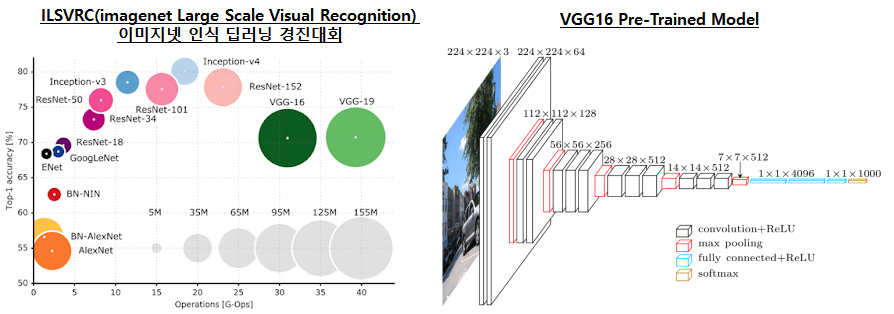 ILSVRC(imagenet Large Scale Visual Recognition)
이미지넷 인식 딥러닝 경진대회
Top-1 accuracy [%]
80
75
70
65
60
55
50
Inception-v4
Inception-v3
ResNet-152
ResNet-50
ResNet-101
VGG-16
VGG-19
ResNet-34
ResNet-18
GoogLeNet
ENet
BN-NIN
5M
35M
65M
95M
125M
155M
BN-AlexNet
AlexNet
0
5
10
15
20
25
30
35
40
Operations [G-Ops]
VGG16 Pre-Trained Model
224×224×3
224×224×64
112×112×128
56×56×256
28×28×512
14×14×512
7×7×512
1×1×4096
1×1×1000
convolution+ReLU
max pooling
fully connected+ReLU
softmax